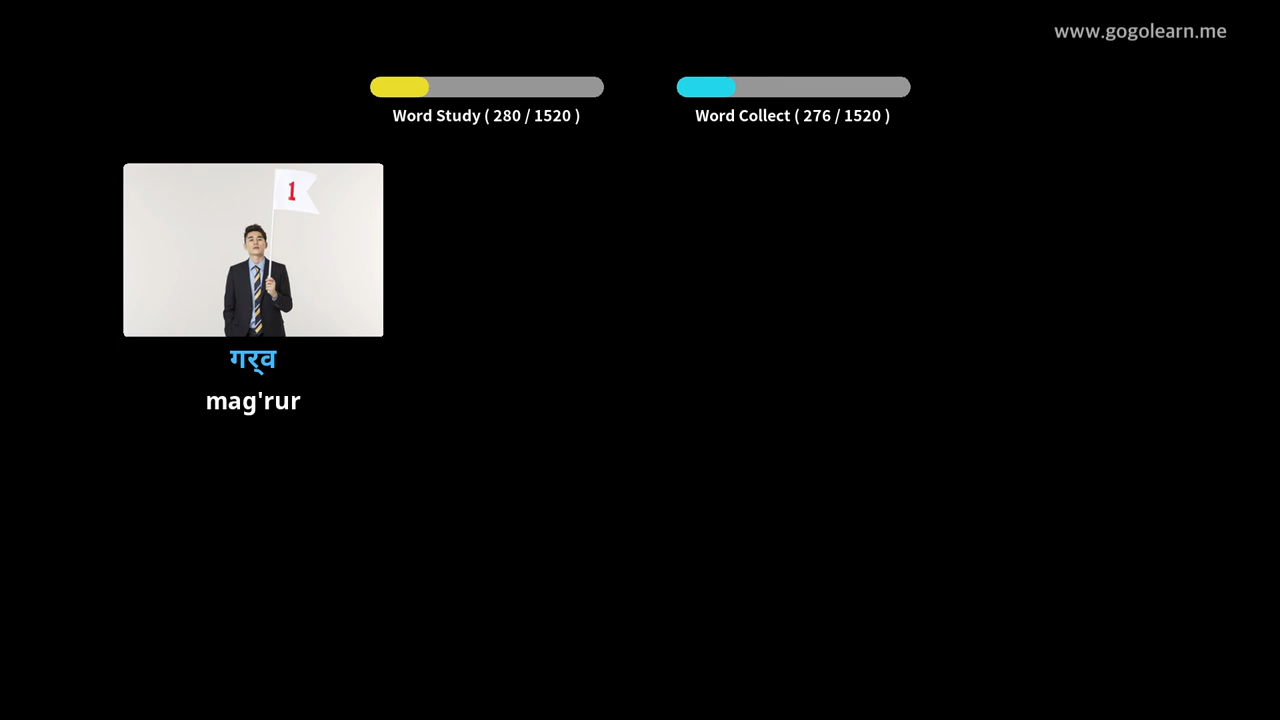 www.gogolearn.me
Word Study ( 280 / 1520 )
Word Collect ( 276 / 1520 )
1
गर्‍व
mag'rur